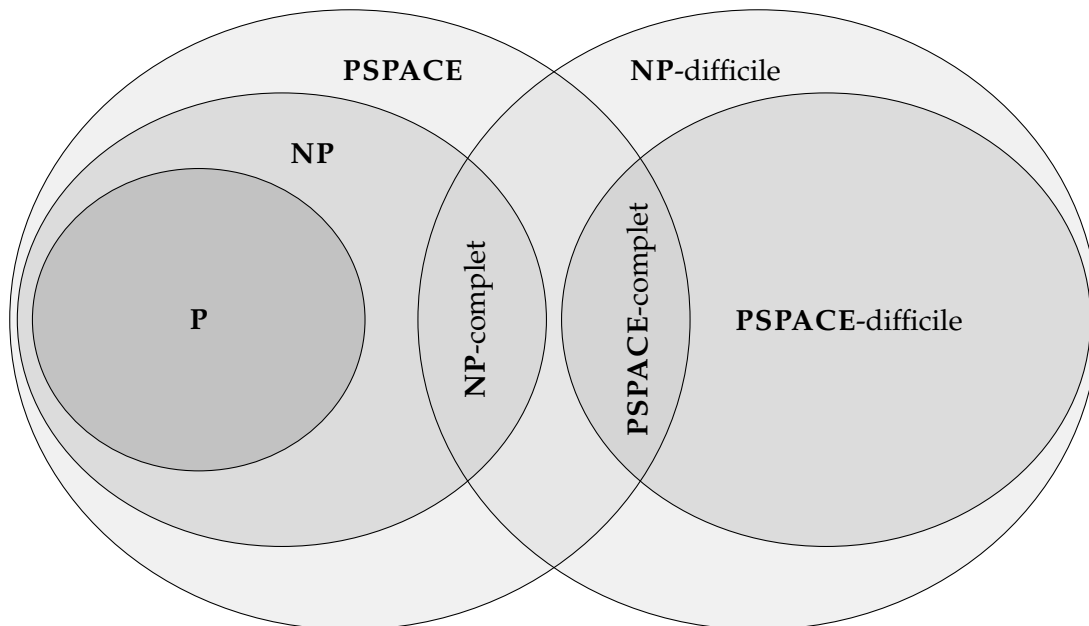 PSPACE
NP-difficile
NP
P
NP-complet
PSPACE-complet
PSPACE-difficile